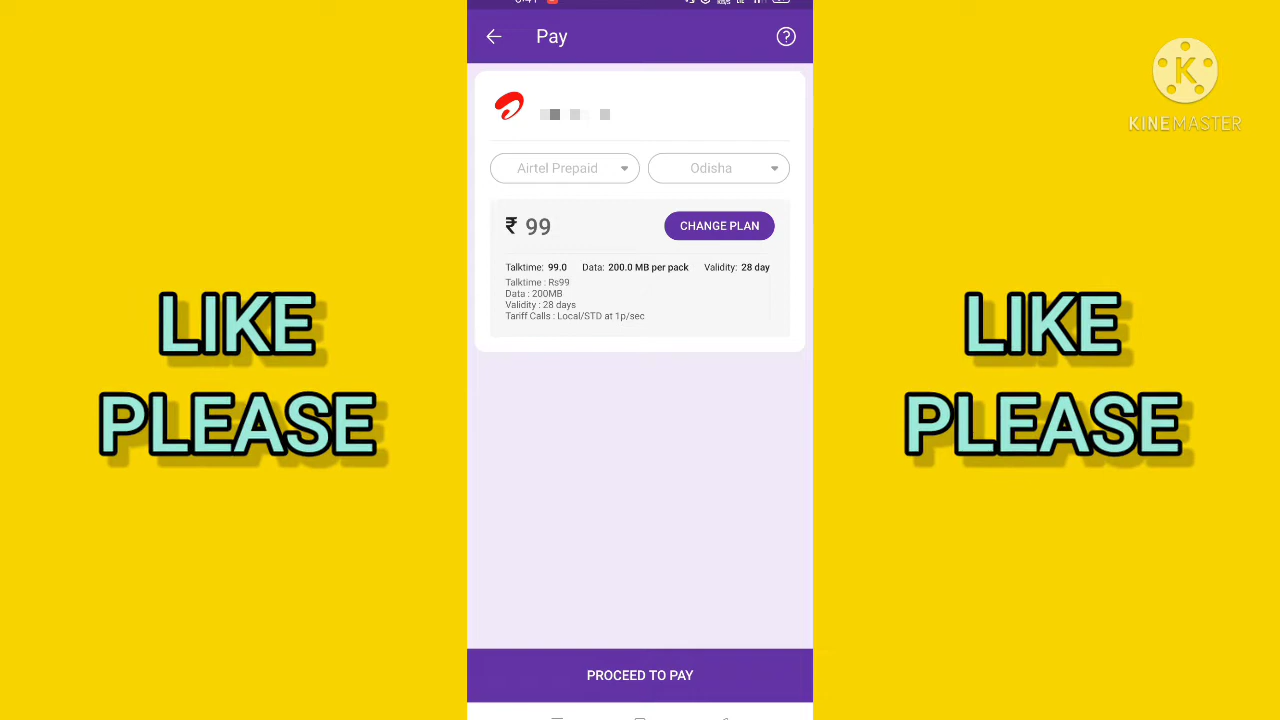 Pay
Airtel Prepaid
Odisha
₹ 99
CHANGE PLAN
Talktime: 99.0 Data: 200.0 MB per pack Validity: 28 day
Talktime : Rs99
Data : 200MB
Validity : 28 days
Tariff Calls : Local/STD at 1p/sec
PROCEED TO PAY
LIKE
PLEASE
LIKE
PLEASE
K
KINEMASTER